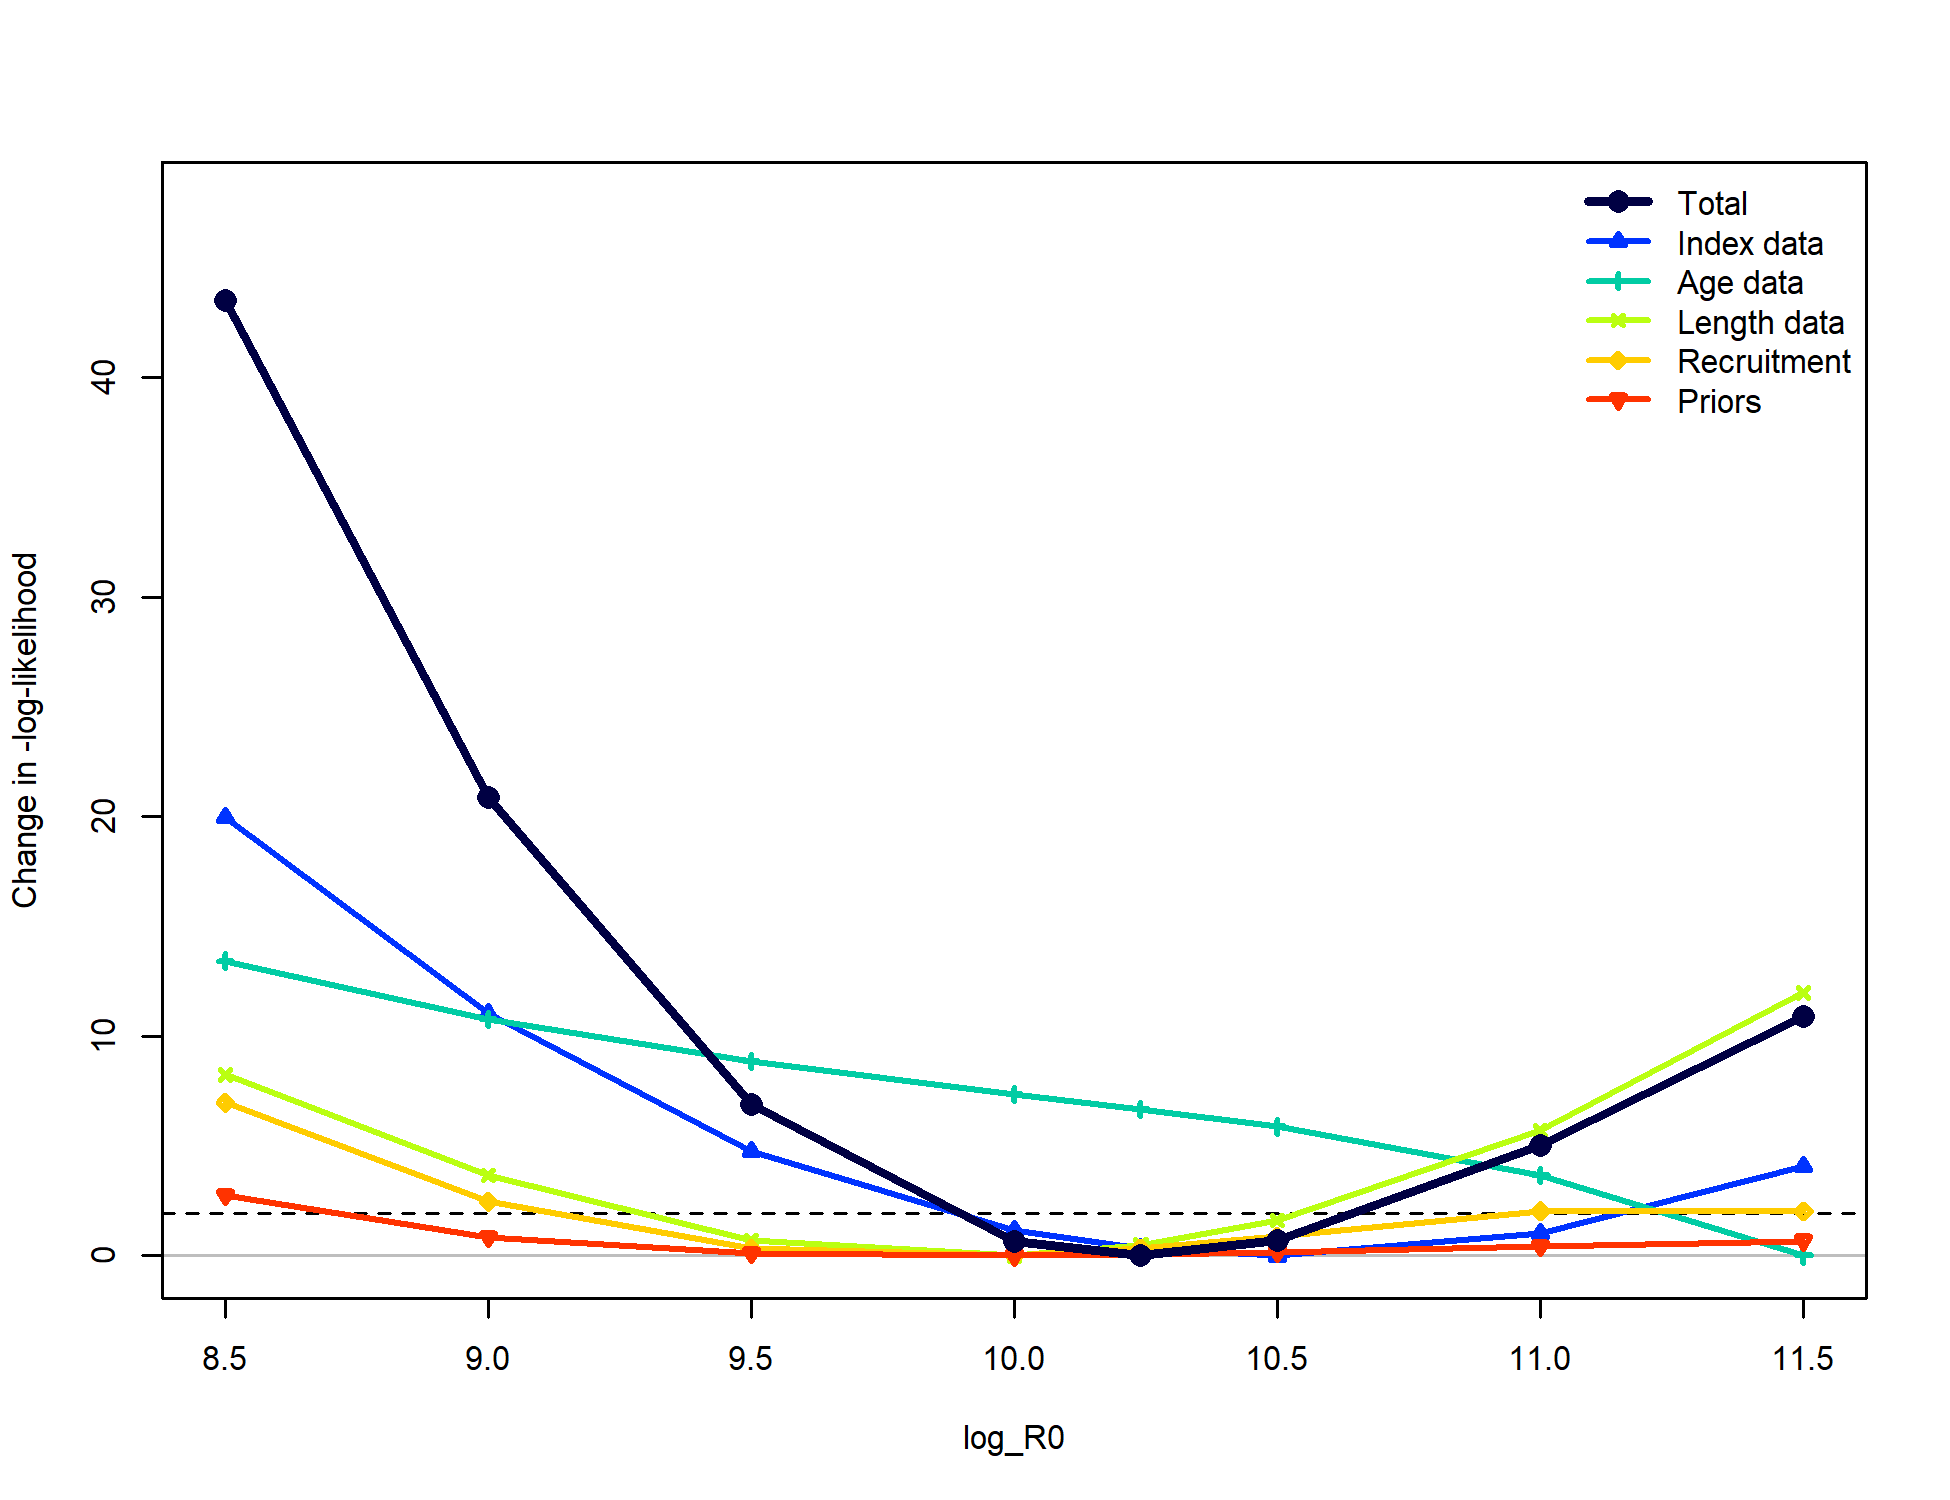 Total
Index data
Age data
Length data
Recruitment
Priors
Change in -log-likelihood
40
30
20
10
0
8.5 9.0 9.5 10.0 10.5 11.0 11.5
log_R0